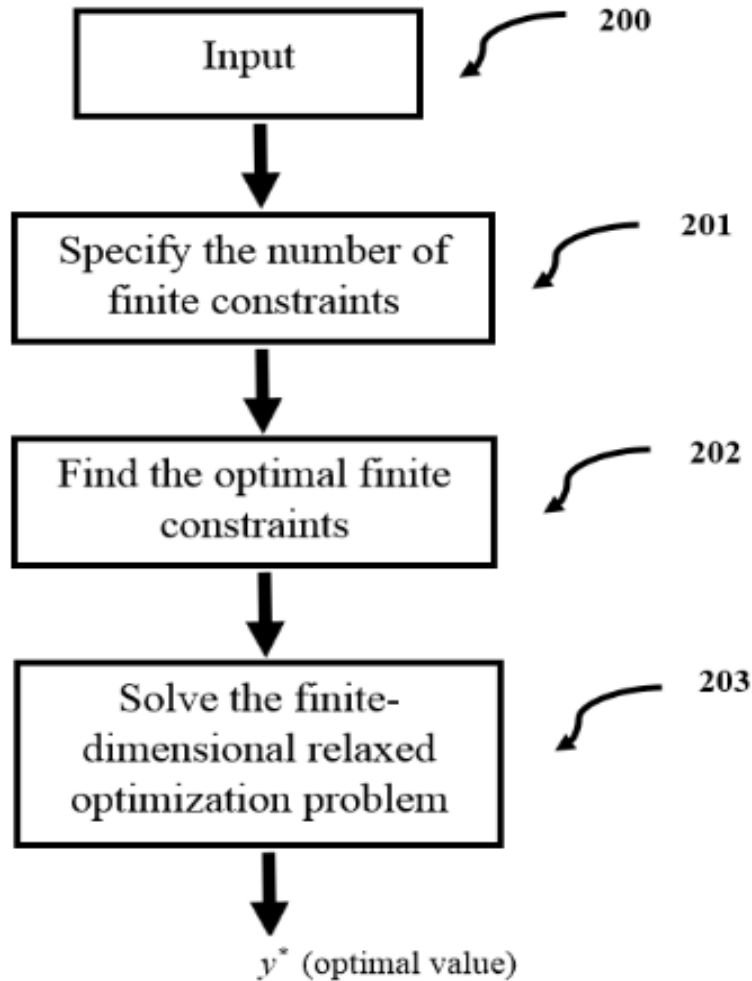 Input
200
Specify the number of
finite constraints
201
Find the optimal finite
constraints
202
Solve the finite-
dimensional relaxed
optimization problem
203
y* (optimal value)